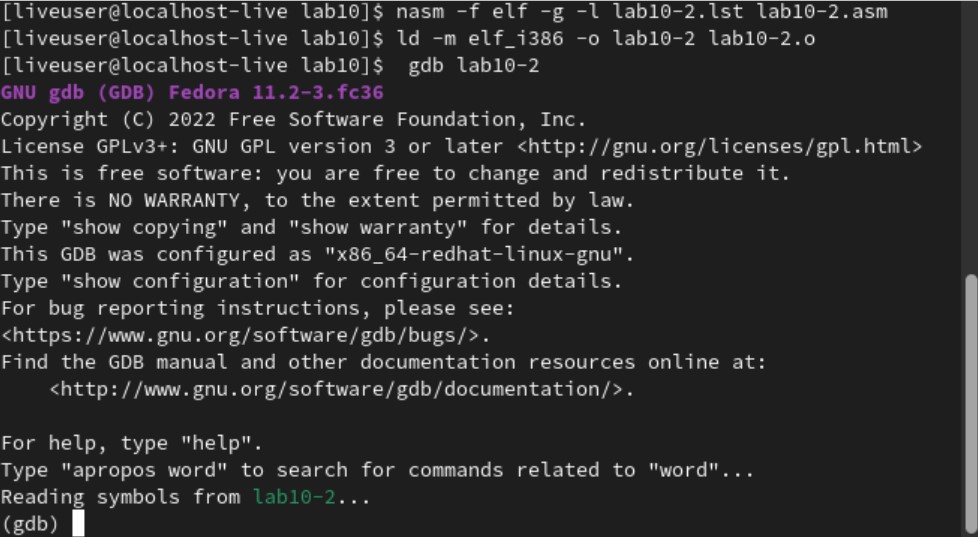 [liveuser@localhost-live lab10]$ nasm -f elf -g -l lab10-2.lst lab10-2.asm
[liveuser@localhost-live lab10]$ ld -m elf_i386 -o lab10-2 lab10-2.o
[liveuser@localhost-live lab10]$  gdb lab10-2
GNU gdb (GDB) Fedora 11.2-3.fc36
Copyright (C) 2022 Free Software Foundation, Inc.
License GPLv3+: GNU GPL version 3 or later <http://gnu.org/licenses/gpl.html>
This is free software: you are free to change and redistribute it.
There is NO WARRANTY, to the extent permitted by law.
Type "show copying" and "show warranty" for details.
This GDB was configured as "x86_64-redhat-linux-gnu".
Type "show configuration" for configuration details.
For bug reporting instructions, please see:
<https://www.gnu.org/software/gdb/bugs/>.
Find the GDB manual and other documentation resources online at:
    <http://www.gnu.org/software/gdb/documentation/>.

For help, type "help".
Type "apropos word" to search for commands related to "word"...
Reading symbols from lab10-2...
(gdb)